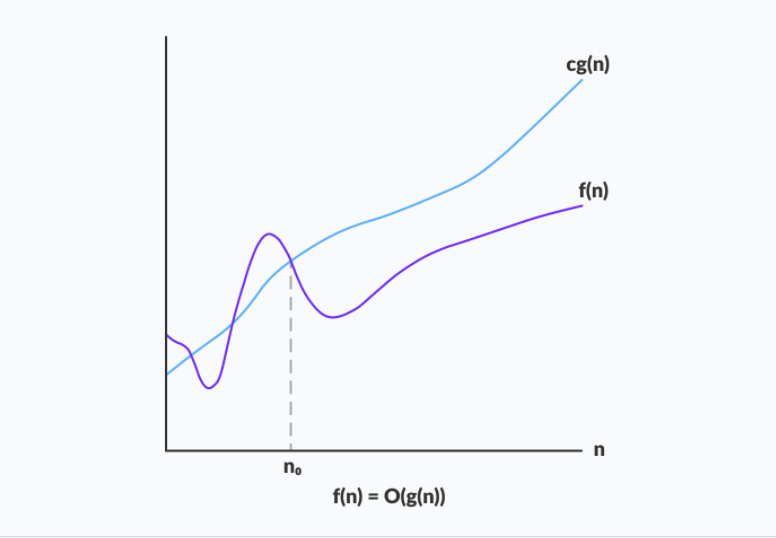 cg(n)
f(n)
n
n₀
f(n) = O(g(n))